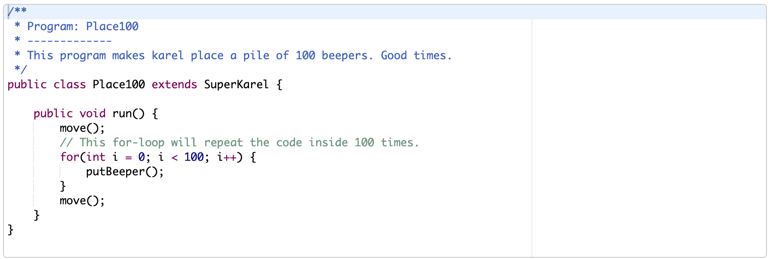 /**
 * Program: Place100
 * -------------
 * This program makes karel place a pile of 100 beepers. Good times.
 */
public class Place100 extends SuperKarel {
    public void run() {
        move();
        // This for-loop will repeat the code inside 100 times.
        for(int i = 0; i < 100; i++) {
            putBeeper();
        }
        move();
    }
}